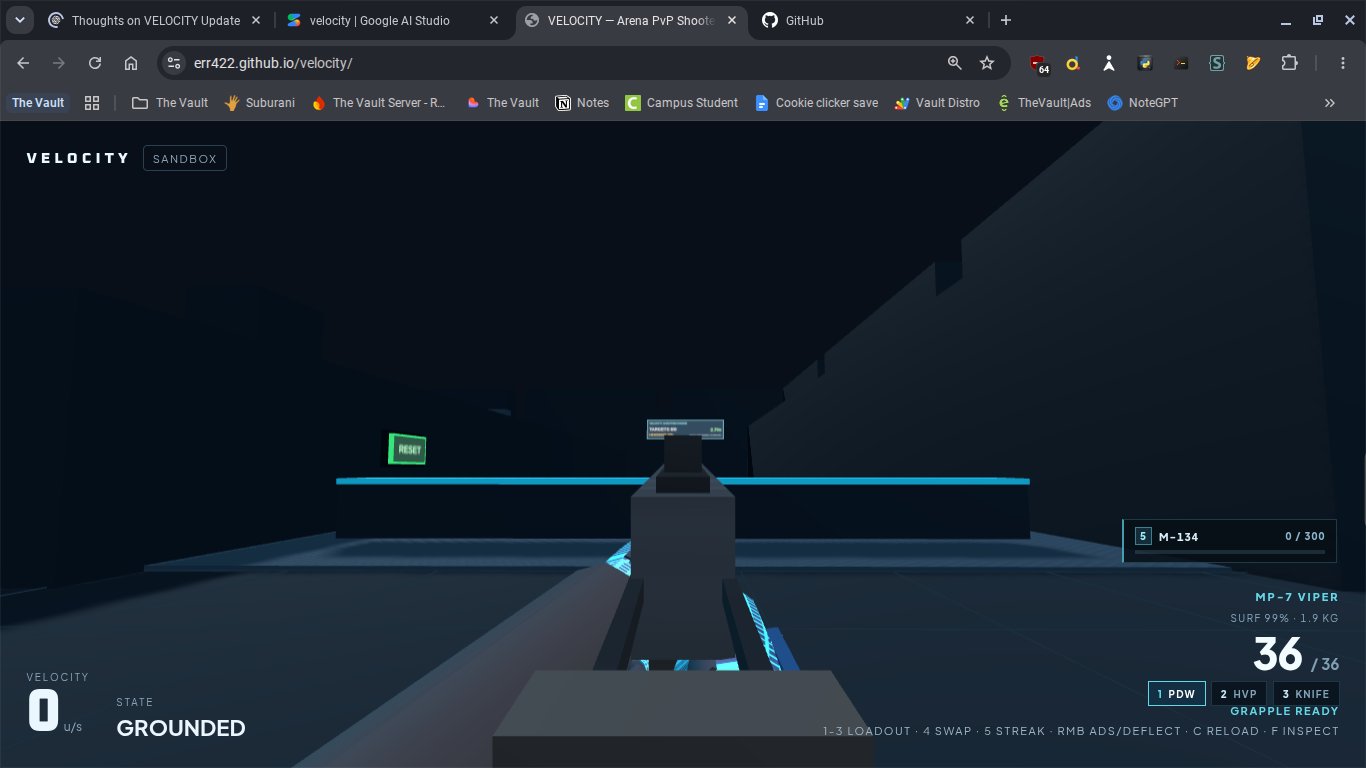 Thoughts on VELOCITY Update
velocity | Google AI Studio
VELOCITY — Arena PvP Shoote
GitHub
err422.github.io/velocity/
64
The Vault
The Vault
Suburani
The Vault Server - R...
The Vault
Notes
Campus Student
Cookie clicker save
Vault Distro
TheVault|Ads
NoteGPT
VELOCITY
SANDBOX
RESET
5 M-134 0 / 300
MP-7 VIPER
SURF 99% · 1.9 KG
36 / 36
1 PDW 2 HVP 3 KNIFE
GRAPPLE READY
1-3 LOADOUT · 4 SWAP · 5 STREAK · RMB ADS/DEFLECT · C RELOAD · F INSPECT
VELOCITY
0 u/s
STATE
GROUNDED